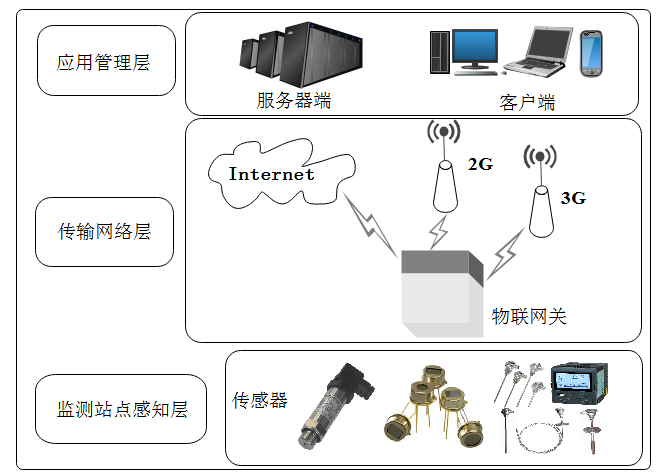 应用管理层
服务器端
客户端
传输网络层
Internet
2G
3G
物联网关
监测站点感知层
传感器